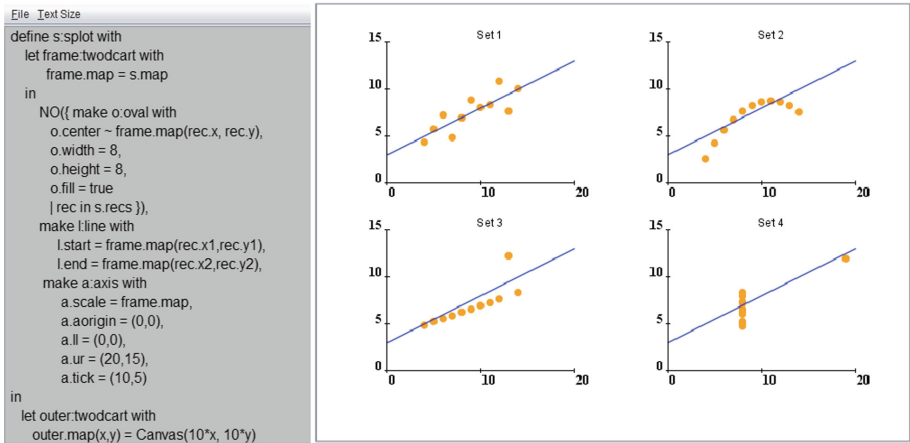 File Text Size
define s:splot with
let frame:twodcart with
frame.map = s.map
in
NO({ make o:oval with
o.center ~ frame.map(rec.x, rec.y),
o.width = 8,
o.height = 8,
o.fill = true
| rec in s.recs }),
make l:line with
l.start = frame.map(rec.x1,rec.y1),
l.end = frame.map(rec.x2,rec.y2),
make a:axis with
a.scale = frame.map,
a.aorigin = (0,0),
a.ll = (0,0),
a.ur = (20,15),
a.tick = (10,5)
in
let outer:twodcart with
outer.map(x,y) = Canvas(10*x, 10*y)
Set 1
15
10
5
0
0 10 20
Set 2
15
10
5
0
0 10 20
Set 3
15
10
5
0
0 10 20
Set 4
15
10
5
0
0 10 20